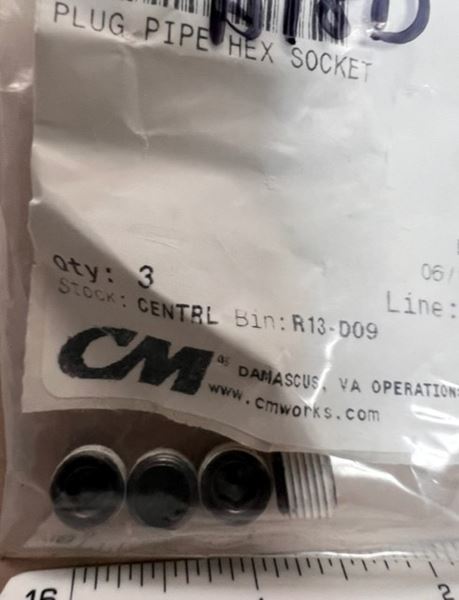 PLUG PIPE HEX SOCKET
Qty: 3
06/
Stock: CENTRL Bin: R13-D09 Line:
CM DAMASCUS, VA OPERATION
www.cmworks.com
16 2